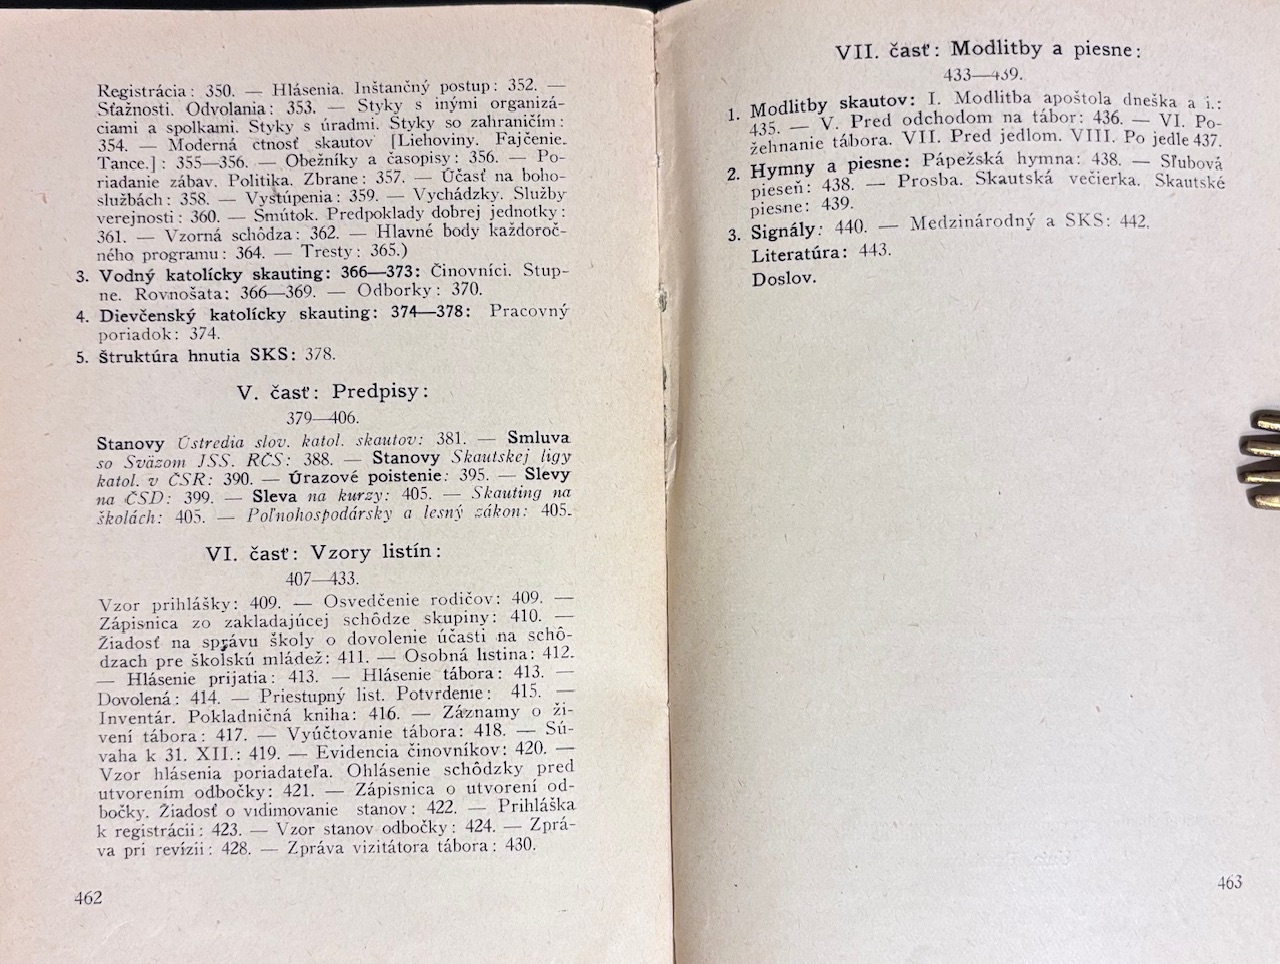 Registrácia: 350. — Hlásenia. Inštančný postup: 352. —
Sťažnosti. Odvolania: 353. — Styky s inými organizá-
ciami a spolkami. Styky s úradmi. Styky so zahraničím:
354. — Moderná ctnosť skautov [Liehoviny. Fajčenie.
Tance.]: 355—356. — Obežníky a časopisy: 356. — Po-
riadanie zábav. Politika. Zbrane: 357. — Účasť na boho-
službách: 358. — Vystúpenia: 359. — Vychádzky. Služby
verejnosti: 360. — Smútok. Predpoklady dobrej jednotky:
361. — Vzorná schôdza: 362. — Hlavné body každoroč-
ného programu: 364. — Tresty: 365.)
3. Vodný katolícky skauting: 366—373: Činovníci. Stup-
ne. Rovnošata: 366—369. — Odborky: 370.
4. Dievčenský katolícky skauting: 374—378: Pracovný
poriadok: 374.
5. Štruktúra hnutia SKS: 378.
V. časť: Predpisy:
379—406.
Stanovy Ústredia slov. katol. skautov: 381. — Smluva
so Sväzom JSS. RČS: 388. — Stanovy Skautskej ligy
katol. v ČSR: 390. — Úrazové poistenie: 395. — Slevy
na ČSD: 399. — Sleva na kurzy: 405. — Skauting na
školách: 405. — Poľnohospodársky a lesný zákon: 405.
VI. časť: Vzory listín:
407—433.
Vzor prihlášky: 409. — Osvedčenie rodičov: 409. —
Zápisnica zo zakladajúcej schôdze skupiny: 410. —
Žiadosť na správu školy o dovolenie účasti na schô-
dzach pre školskú mládež: 411. — Osobná listina: 412.
— Hlásenie prijatia: 413. — Hlásenie tábora: 413. —
Dovolená: 414. — Priestupný list. Potvrdenie: 415. —
Inventár. Pokladničná kniha: 416. — Záznamy o ži-
vení tábora: 417. — Vyúčtovanie tábora: 418. — Sú-
vaha k 31. XII.: 419. — Evidencia činovníkov: 420. —
Vzor hlásenia poriadateľa. Ohlásenie schôdzky pred
utvorením odbočky: 421. — Zápisnica o utvorení od-
bočky. Žiadosť o vidimovanie stanov: 422. — Prihláška
k registrácii: 423. — Vzor stanov odbočky: 424. — Zprá-
va pri revízii: 428. — Zpráva vizitátora tábora: 430.
462
VII. časť: Modlitby a piesne:
433—439.
1. Modlitby skautov: I. Modlitba apoštola dneška a i.:
435. — V. Pred odchodom na tábor: 436. — VI. Po-
žehnanie tábora. VII. Pred jedlom. VIII. Po jedle 437.
2. Hymny a piesne: Pápežská hymna: 438. — Sľubová
pieseň: 438. — Prosba. Skautská večierka. Skautské
piesne: 439.
3. Signály: 440. — Medzinárodný a SKS: 442.
Literatúra: 443.
Doslov.
463